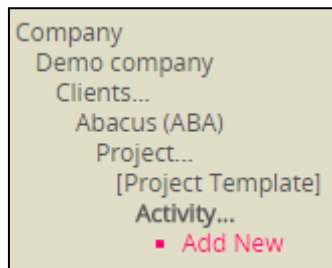 Company
Demo company
Clients...
Abacus (ABA)
Project...
[Project Template]
Activity...
Add New